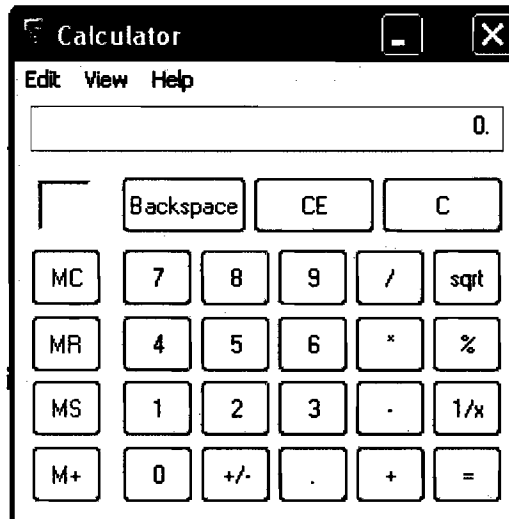 Calculator
Edit View Help
0.
Backspace CE C
MC 7 8 9 / sqrt
MR 4 5 6 * %
MS 1 2 3 - 1/x
M+ 0 +/- . + =